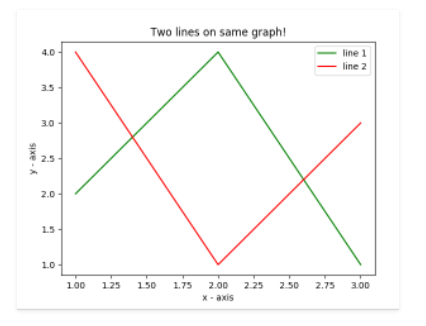 Two lines on same graph!
line 1
line 2
y - axis
4.0
3.5
3.0
2.5
2.0
1.5
1.0
1.00 1.25 1.50 1.75 2.00 2.25 2.50 2.75 3.00
x - axis